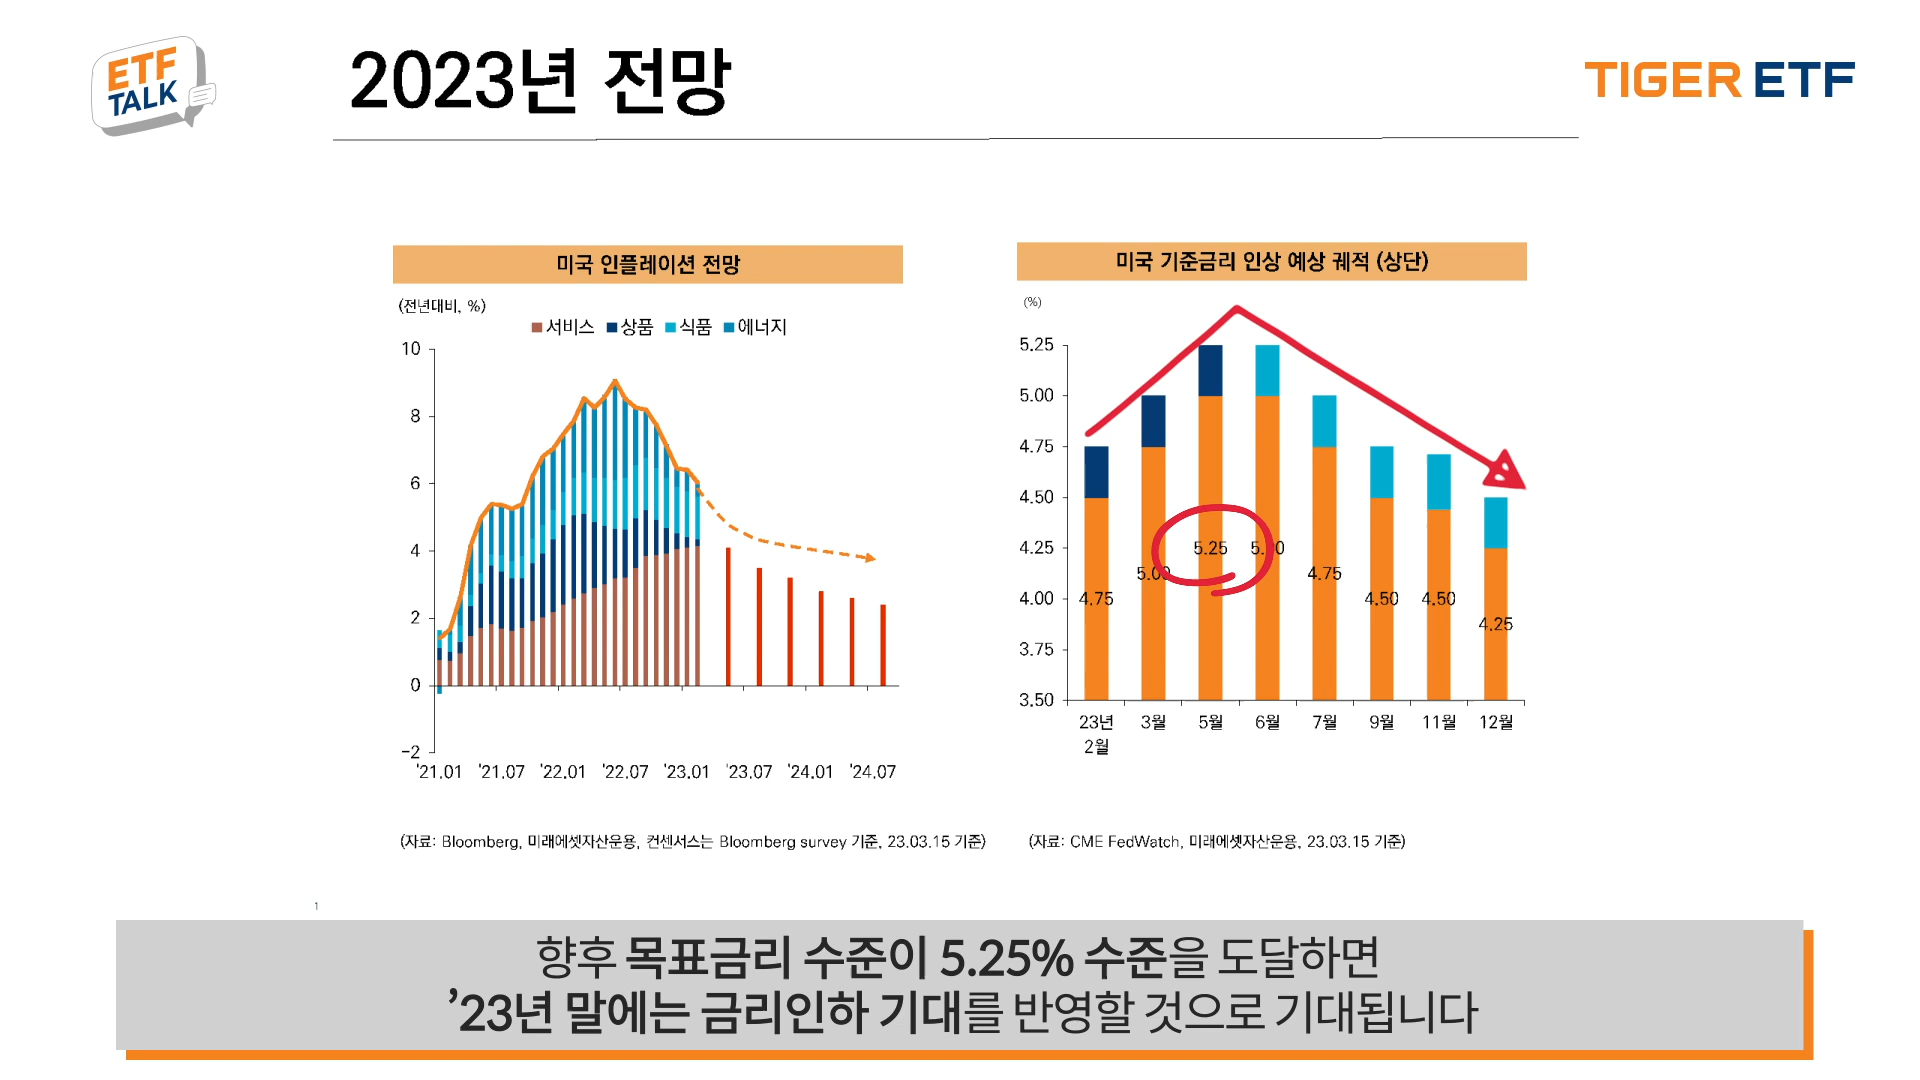 ETF
TALK
2023년 전망
TIGER ETF
미국 인플레이션 전망
(전년대비, %)
서비스 상품 식품 에너지
10
8
6
4
2
0
-2
'21.01 '21.07 '22.01 '22.07 '23.01 '23.07 '24.01 '24.07
(자료: Bloomberg, 미래에셋자산운용, 컨센서스는 Bloomberg survey 기준, 23.03.15 기준)
미국 기준금리 인상 예상 궤적 (상단)
(%)
5.25
5.00
4.75
4.50
4.25
4.00
3.75
3.50
4.75 5.00 5.25 4.75 4.50 4.50 4.25
23년 3월 5월 6월 7월 9월 11월 12월
2월
(자료: CME FedWatch, 미래에셋자산운용, 23.03.15 기준)
1
향후 목표금리 수준이 5.25% 수준을 도달하면
’23년 말에는 금리인하 기대를 반영할 것으로 기대됩니다